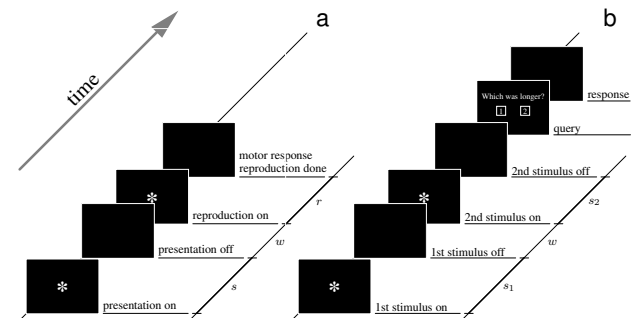 a
time
motor response
reproduction done
reproduction on
presentation off
presentation on
r
w
s
b
response
Which was longer?
1 2
query
2nd stimulus off
2nd stimulus on
1st stimulus off
1st stimulus on
s2
w
s1